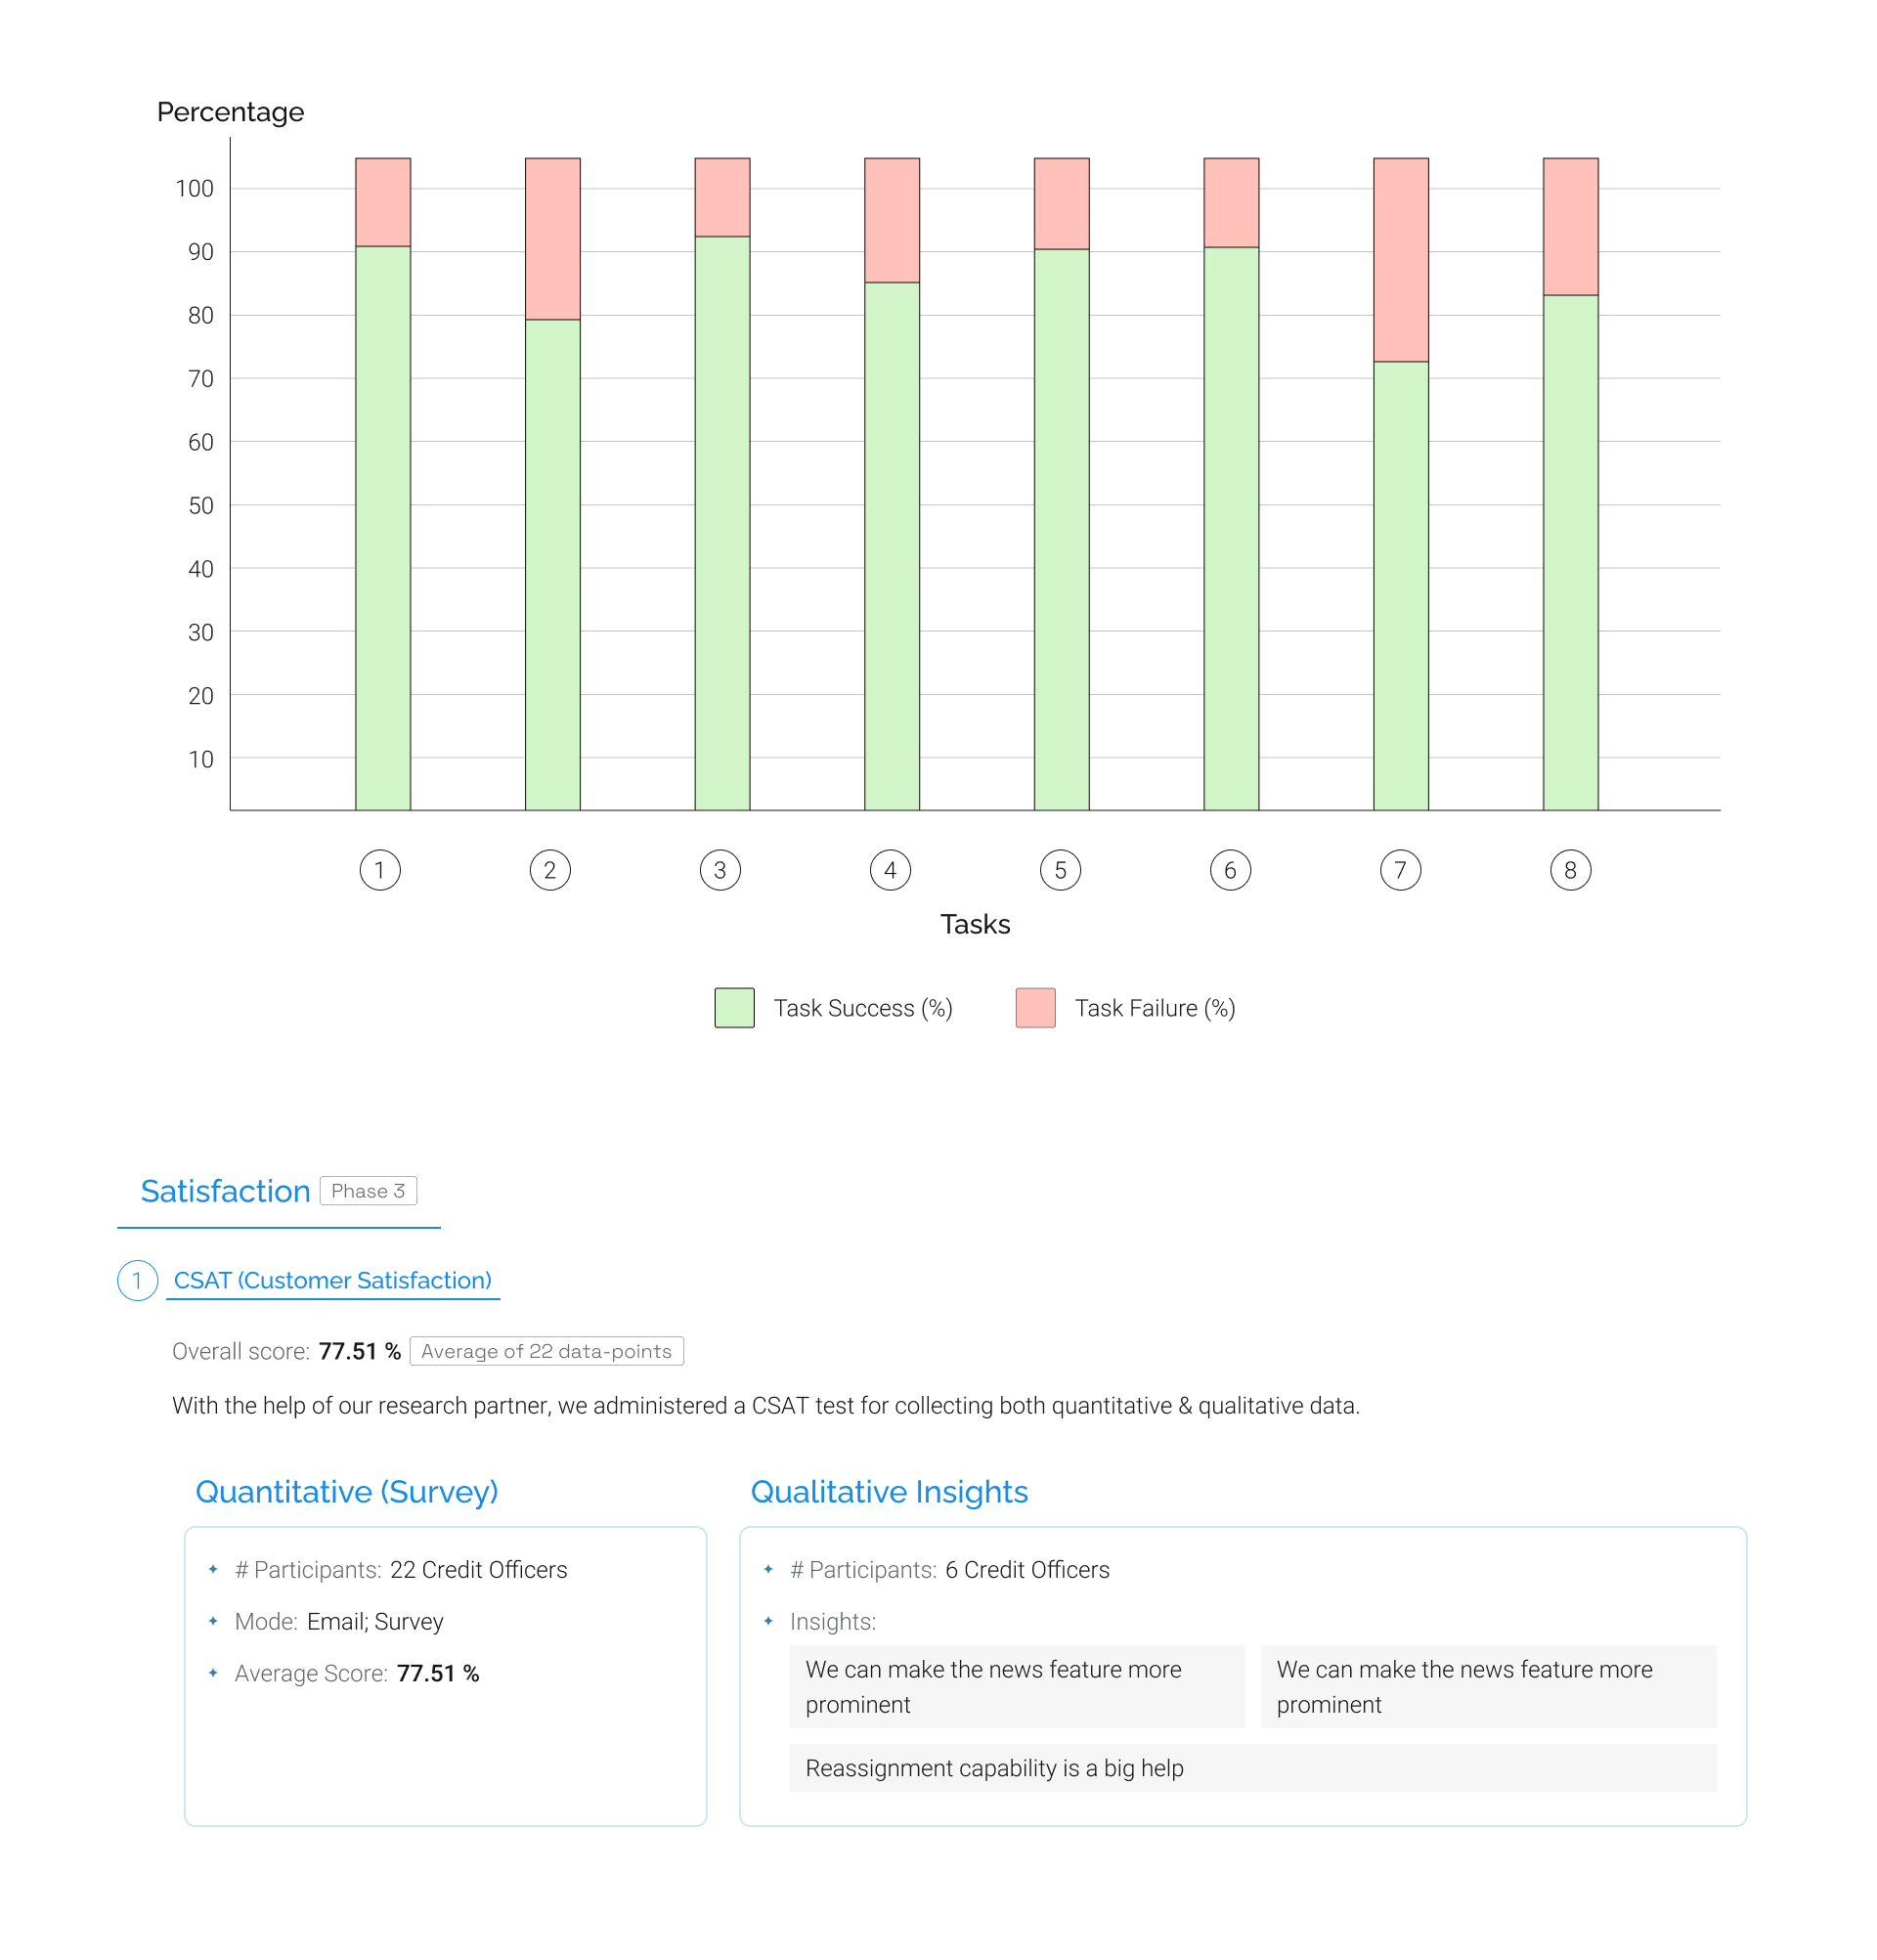 Percentage
100
90
80
70
60
50
40
30
20
10
1 2 3 4 5 6 7 8
Tasks
Task Success (%) Task Failure (%)
Satisfaction Phase 3
1 CSAT (Customer Satisfaction)
Overall score: 77.51 % Average of 22 data-points
With the help of our research partner, we administered a CSAT test for collecting both quantitative & qualitative data.
Quantitative (Survey)
# Participants: 22 Credit Officers
Mode: Email; Survey
Average Score: 77.51 %
Qualitative Insights
# Participants: 6 Credit Officers
Insights:
We can make the news feature more
prominent
We can make the news feature more
prominent
Reassignment capability is a big help